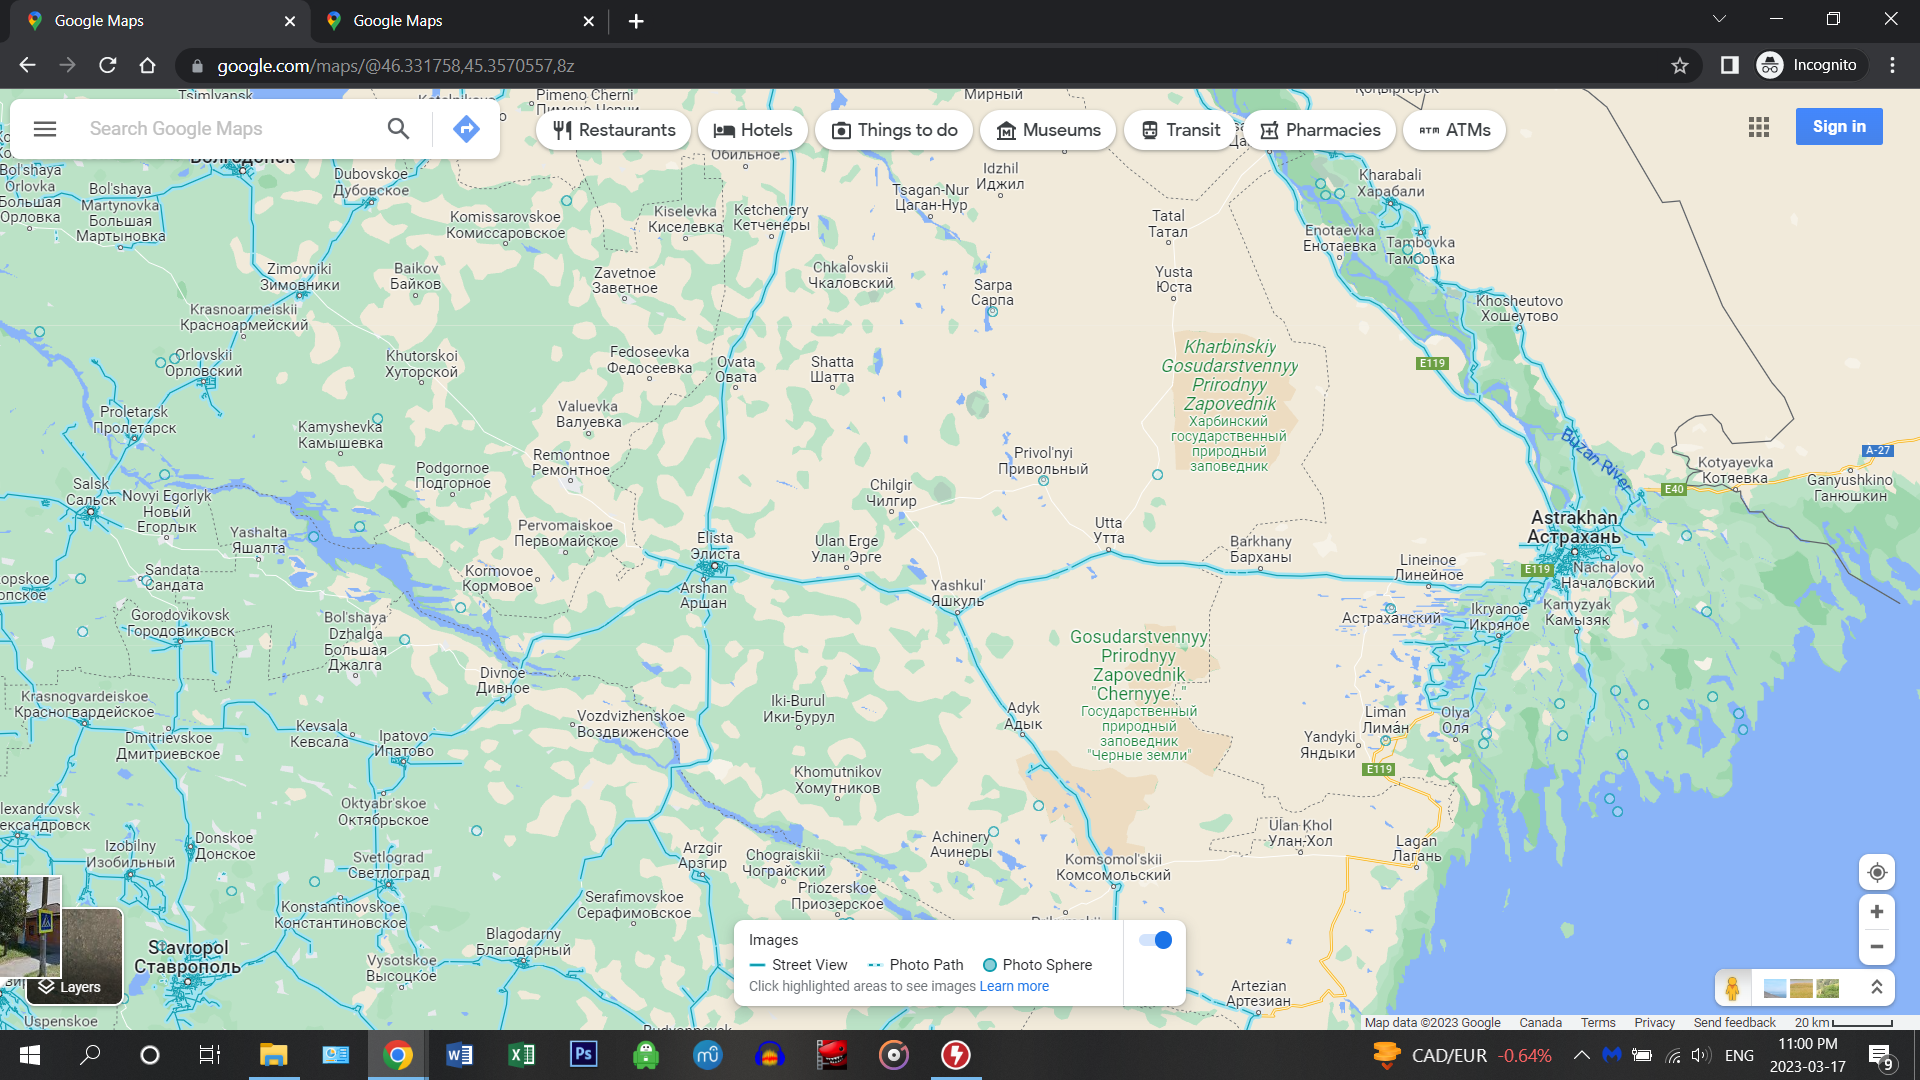 Google Maps
Google Maps
google.com/maps/@46.331758,45.3570557,8z
Incognito
Search Google Maps
Restaurants
Hotels
Things to do
Museums
Transit
Pharmacies
ATMs
Sign in
Tsimlyansk
Pimeno Cherni
Мирный
Обильное
Bol'shaya
Orlovka
Большая
Орловка
Bol'shaya
Martynovka
Большая
Мартыновка
Dubovskoe
Дубовское
Komissarovskoe
Комиссаровское
Kiselevka
Киселевка
Ketchenery
Кетченеры
Tsagan-Nur
Цаган-Нур
Idzhil
Иджил
Tatal
Татал
Kharabali
Харабали
Enotaevka
Енотаевка
Tambovka
Тамбовка
Zimovniki
Зимовники
Baikov
Байков
Zavetnoe
Заветное
Chkalovskii
Чкаловский
Sarpa
Сарпа
Yusta
Юста
Khosheutovo
Хошеутово
Krasnoarmeiskii
Красноармейский
Orlovskii
Орловский
Khutorskoi
Хуторской
Fedoseevka
Федосеевка
Ovata
Овата
Shatta
Шатта
Kharbinskiy
Gosudarstvennyy
Prirodnyy
Zapovednik
Харбинский
государственный
природный
заповедник
E119
Proletarsk
Пролетарск
Kamyshevka
Камышевка
Valuevka
Валуевка
Buzan River
A-27
Kotyayevka
Котяевка
E40
Ganyushkino
Ганюшкин
Podgornoe
Подгорное
Remontnoe
Ремонтное
Privol'nyi
Привольный
Salsk
Сальск
Novyi Egorlyk
Новый
Егорлык
Chilgir
Чилгир
Yashalta
Яшалта
Pervomaiskoe
Первомайское
Elista
Элиста
Ulan Erge
Улан Эрге
Utta
Утта
Barkhany
Барханы
Astrakhan
Астрахань
Lineinoe
Линейное
E119
Nachalovo
Началовский
Sandata
Сандата
Kormovoe
Кормовое
Arshan
Аршан
Yashkul'
Яшкуль
Астраханский
Ikryanoe
Икряное
Kamyzyak
Камызяк
Gorodovikovsk
Городовиковск
Bol'shaya
Dzhalga
Большая
Джалга
Divnoe
Дивное
Gosudarstvennyy
Prirodnyy
Zapovednik
"Chernyye..."
Государственный
природный
заповедник
"Черные земли"
Krasnogvardeiskoe
Красногвардейское
Kevsala
Кевсала
Ipatovo
Ипатово
Vozdvizhenskoe
Воздвиженское
Iki-Burul
Ики-Бурул
Adyk
Адык
Liman
Лиман
Olya
Оля
Yandyki
Яндыки
E119
Dmitrievskoe
Дмитриевское
Khomutnikov
Хомутников
Oktyabr'skoe
Октябрьское
Donskoe
Донское
Izobilny
Изобильный
Svetlograd
Светлоград
Arzgir
Арзгир
Chograiskii
Чограйский
Achinery
Ачинеры
Komsomol'skii
Комсомольский
Ulan Khol
Улан-Хол
Lagan
Лагань
Konstantinovskoe
Константиновское
Serafimovskoe
Серафимовское
Priozerskoe
Приозерское
Blagodarny
Благодарный
Vysotskoe
Высоцкое
Stavropol
Ставрополь
Artezian
Артезиан
Uspenskoe
Layers
Images
Street View
Photo Path
Photo Sphere
Click highlighted areas to see images Learn more
Map data ©2023 Google
Canada
Terms
Privacy
Send feedback
20 km
CAD/EUR -0.64%
ENG
11:00 PM
2023-03-17
9